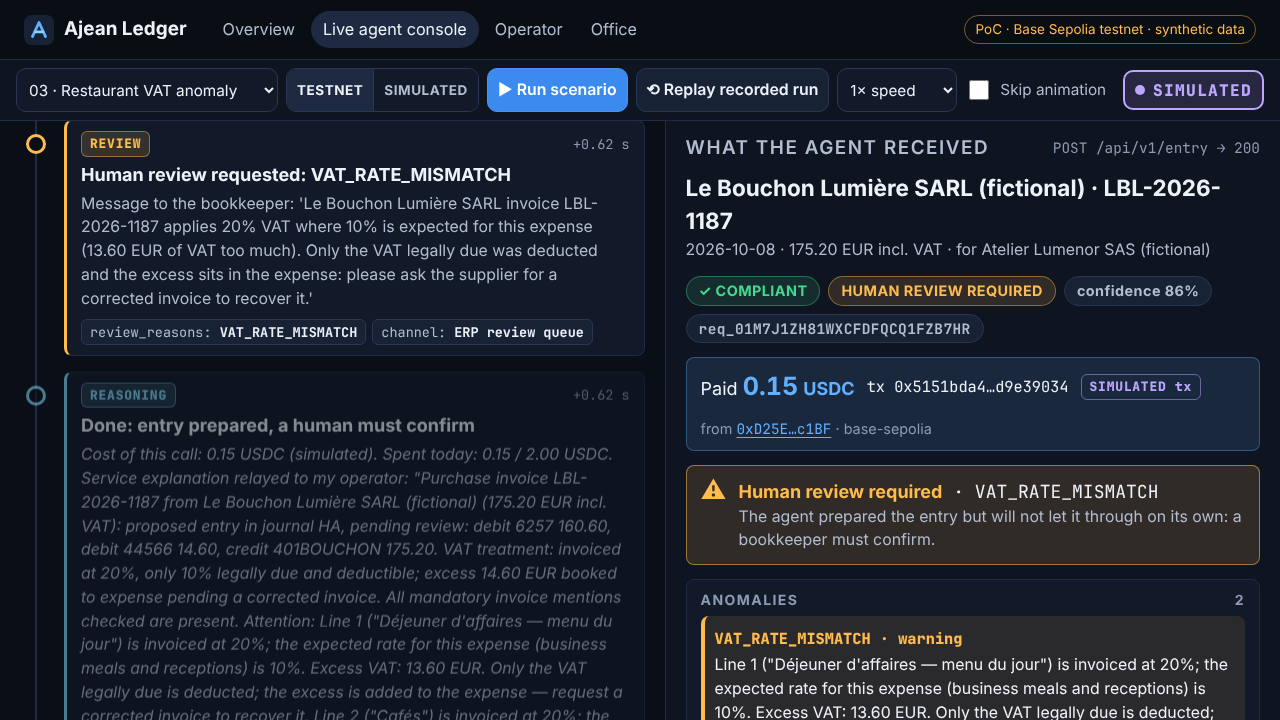 Ajean Ledger
Overview
Live agent console
Operator
Office
PoC · Base Sepolia testnet · synthetic data
03 · Restaurant VAT anomaly
TESTNET
SIMULATED
▶ Run scenario
⟲ Replay recorded run
1× speed
Skip animation
SIMULATED
REVIEW
+0.62 s
Human review requested: VAT_RATE_MISMATCH
Message to the bookkeeper: 'Le Bouchon Lumière SARL invoice LBL-
2026-1187 applies 20% VAT where 10% is expected for this expense
(13.60 EUR of VAT too much). Only the VAT legally due was deducted
and the excess sits in the expense: please ask the supplier for a
corrected invoice to recover it.'
review_reasons: VAT_RATE_MISMATCH
channel: ERP review queue
REASONING
+0.62 s
Done: entry prepared, a human must confirm
Cost of this call: 0.15 USDC (simulated). Spent today: 0.15 / 2.00 USDC.
Service explanation relayed to my operator: "Purchase invoice LBL-
2026-1187 from Le Bouchon Lumière SARL (fictional) (175.20 EUR incl.
VAT): proposed entry in journal HA, pending review: debit 6257 160.60,
debit 44566 14.60, credit 401BOUCHON 175.20. VAT treatment: invoiced
at 20%, only 10% legally due and deductible; excess 14.60 EUR booked
to expense pending a corrected invoice. All mandatory invoice mentions
checked are present. Attention: Line 1 ("Déjeuner d'affaires — menu du
jour") is invoiced at 20%; the expected rate for this expense (business
meals and receptions) is 10%. Excess VAT: 13.60 EUR. Only the VAT
legally due is deducted; the excess is added to the expense — request a
corrected invoice to recover it. Line 2 ("Cafés") is invoiced at 20%; the
WHAT THE AGENT RECEIVED
POST /api/v1/entry → 200
Le Bouchon Lumière SARL (fictional) · LBL-2026-
1187
2026-10-08 · 175.20 EUR incl. VAT · for Atelier Lumenor SAS (fictional)
✓ COMPLIANT
HUMAN REVIEW REQUIRED
confidence 86%
req_01M7J1ZH81WXCFDFQCQ1FZB7HR
Paid 0.15 USDC tx 0x5151bda4…d9e39034 SIMULATED tx
from 0xD25E…c1BF · base-sepolia
Human review required · VAT_RATE_MISMATCH
The agent prepared the entry but will not let it through on its own: a
bookkeeper must confirm.
ANOMALIES
2
VAT_RATE_MISMATCH · warning
Line 1 ("Déjeuner d'affaires — menu du jour") is invoiced at 20%; the
expected rate for this expense (business meals and receptions) is
10%. Excess VAT: 13.60 EUR. Only the VAT legally due is deducted;